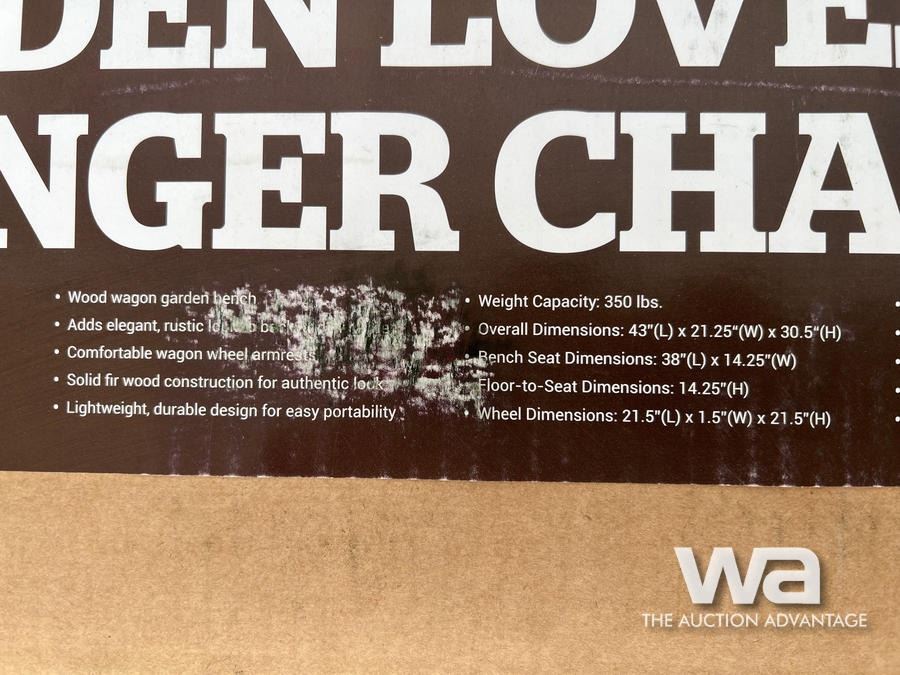 DEN LOVE
NGER CHA
• Wood wagon garden bench
• Adds elegant, rustic
• Comfortable wagon wheel armrests
• Solid fir wood construction for authentic lock
• Lightweight, durable design for easy portability
• Weight Capacity: 350 lbs.
• Overall Dimensions: 43"(L) x 21.25"(W) x 30.5"(H)
• Bench Seat Dimensions: 38"(L) x 14.25"(W)
Floor-to-Seat Dimensions: 14.25"(H)
• Wheel Dimensions: 21.5"(L) x 1.5"(W) x 21.5"(H)
wa
THE AUCTION ADVANTAGE